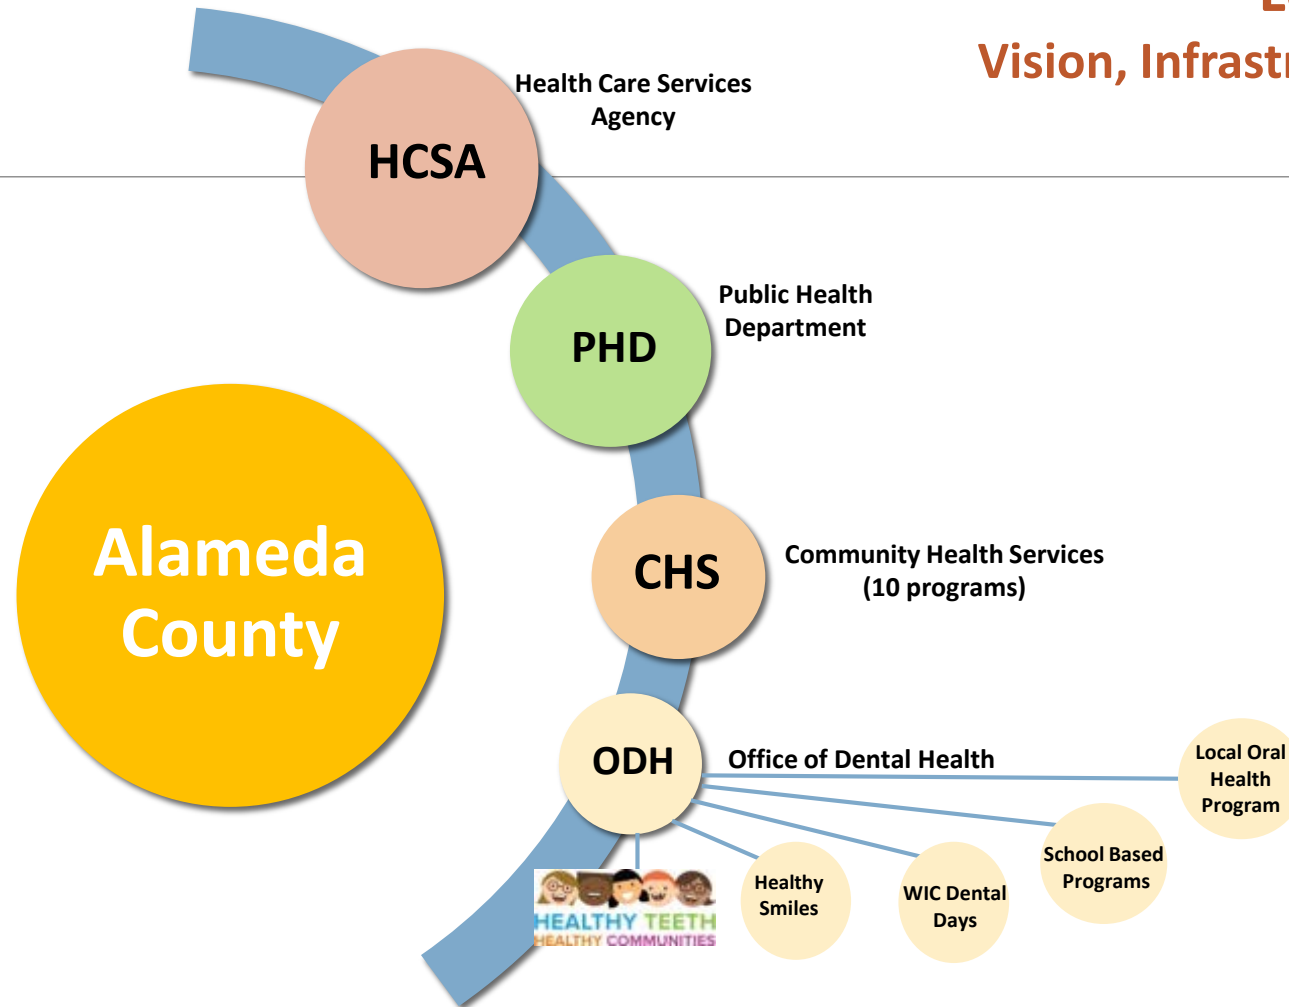 Vision,
Health Care Services
Agency
HCSA
Public Health
Department
PHD
Alameda
County
Community Health Services
(10 programs)
CHS
Office of Dental Health
ODH
Local Oral
Health
Program
School Based
Programs
WIC Dental
Days
Healthy
Smiles
HEALTHY TEETH
HEALTHY COMMUNITIES